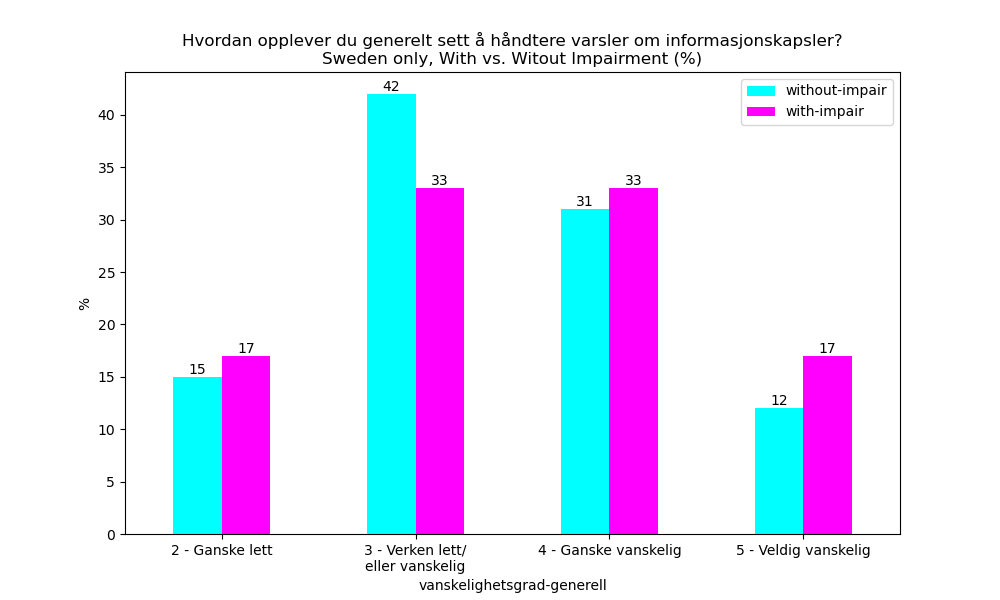 Hvordan opplever du generelt sett å håndtere varsler om informasjonskapsler?
Sweden only, With vs. Witout Impairment (%)
without-impair
with-impair
%
40
35
30
25
20
15
10
5
0
15
17
42
33
31
33
12
17
2 - Ganske lett
3 - Verken lett/
eller vanskelig
4 - Ganske vanskelig
5 - Veldig vanskelig
vanskelighetsgrad-generell